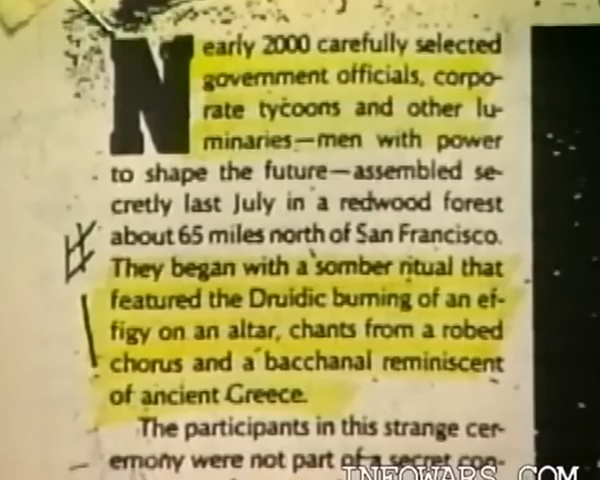 Nearly 2000 carefully selected
government officials, corpo-
rate tycoons and other lu-
minaries—men with power
to shape the future—assembled se-
cretly last July in a redwood forest
about 65 miles north of San Francisco.
They began with a somber ritual that
featured the Druidic burning of an ef-
figy on an altar, chants from a robed
chorus and a bacchanal reminiscent
of ancient Greece.
The participants in this strange cer-
emony were not part of a secret con-
INFOWARS.COM